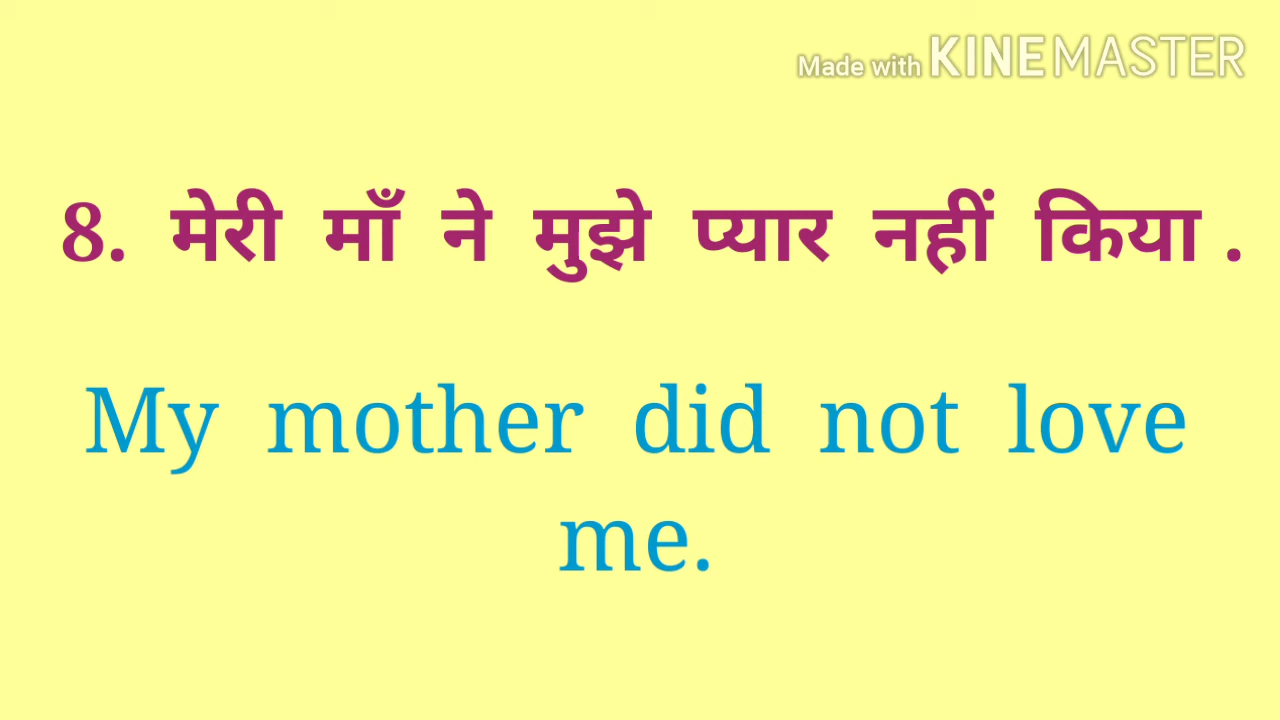 Made with KINEMASTER
8. मेरी माँ ने मुझे प्यार नहीं किया .
My mother did not love
me.